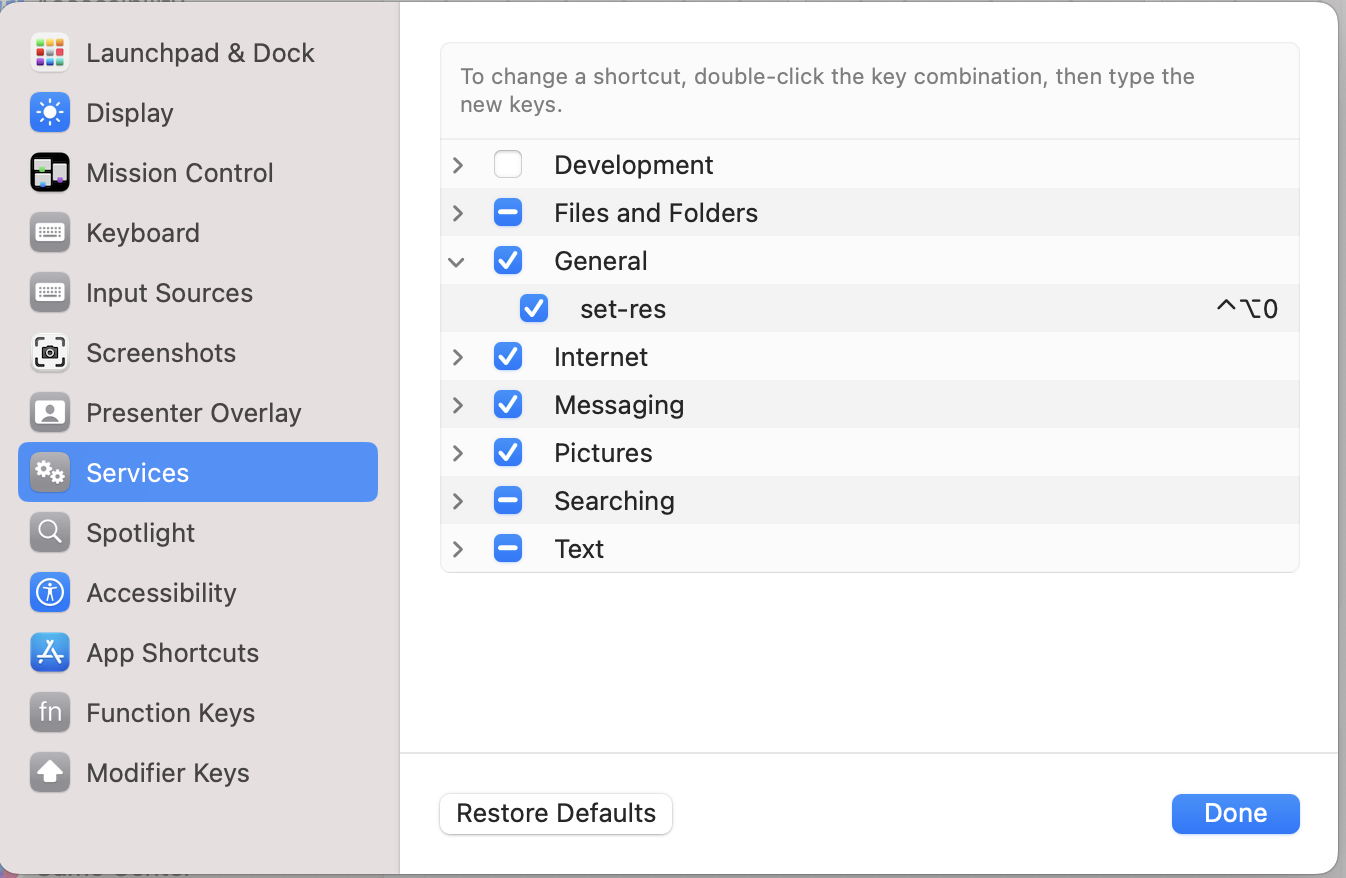 Launchpad & Dock
Display
Mission Control
Keyboard
Input Sources
Screenshots
Presenter Overlay
Services
Spotlight
Accessibility
App Shortcuts
fn Function Keys
Modifier Keys
To change a shortcut, double-click the key combination, then type the
new keys.
Development
Files and Folders
General
set-res ^⌥0
Internet
Messaging
Pictures
Searching
Text
Restore Defaults
Done